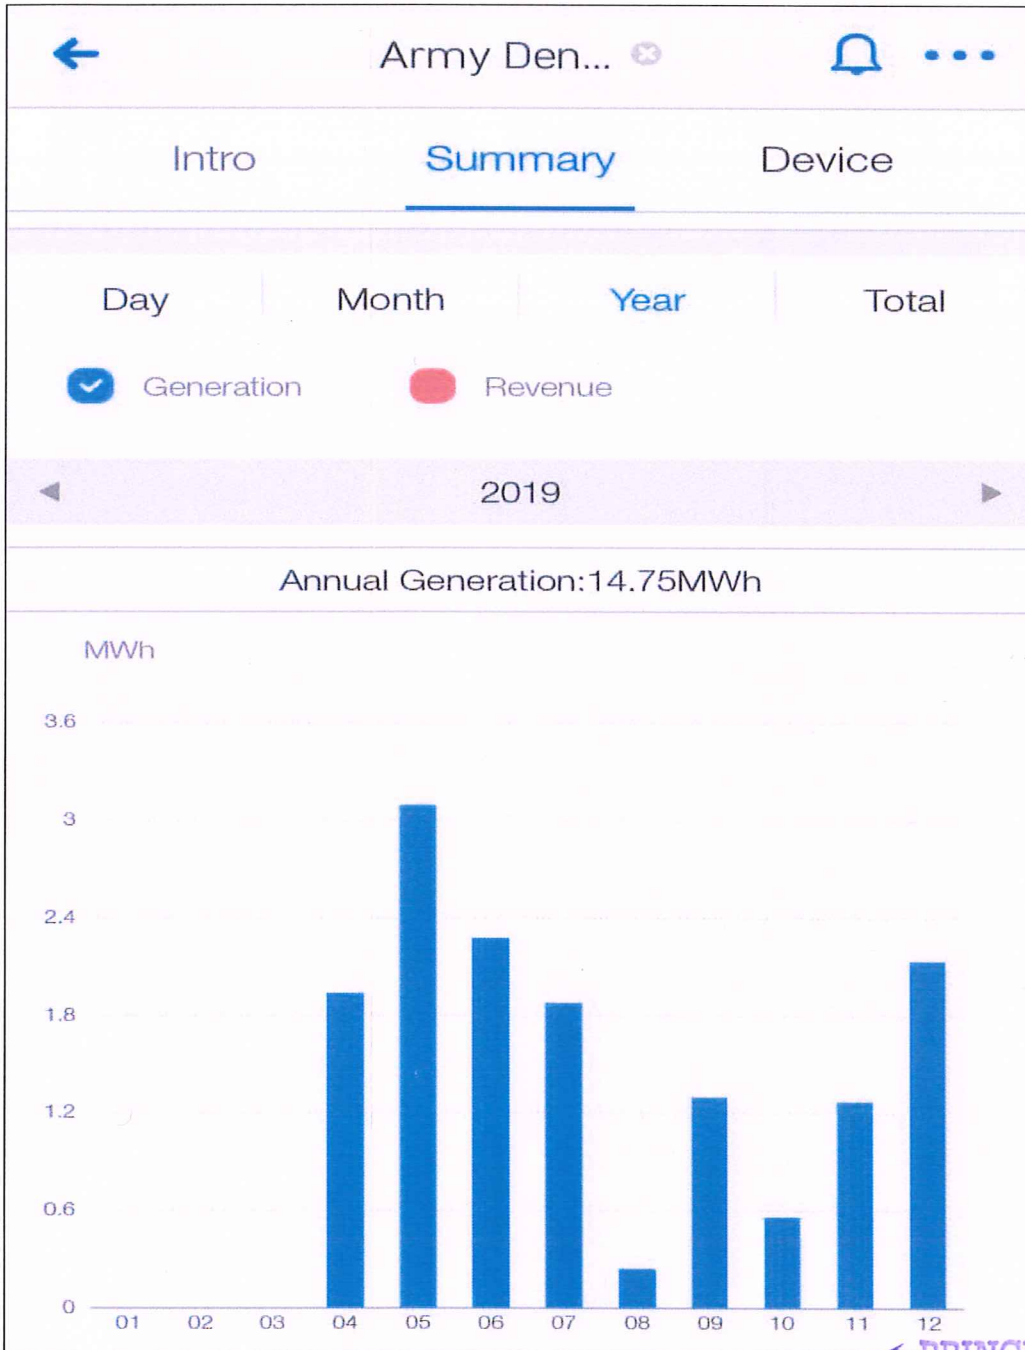 Army Den...
Intro Summary Device
Day Month Year Total
Generation Revenue
2019
Annual Generation:14.75MWh
MWh
3.6
3
2.4
1.8
1.2
0.6
0
01 02 03 04 05 06 07 08 09 10 11 12